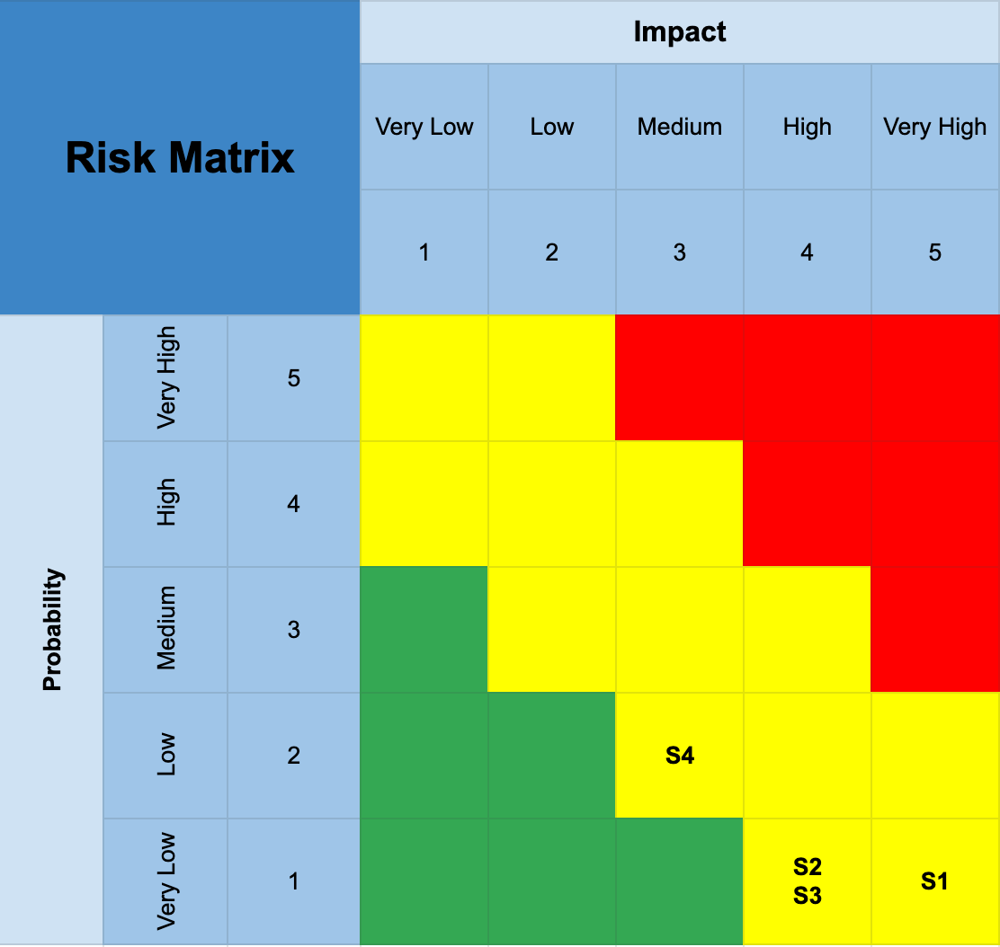 Risk Matrix
Impact
Very Low Low Medium High Very High
1 2 3 4 5
Probability
Very High 5
High 4
Medium 3
Low 2 S4
Very Low 1 S2 S1
S3